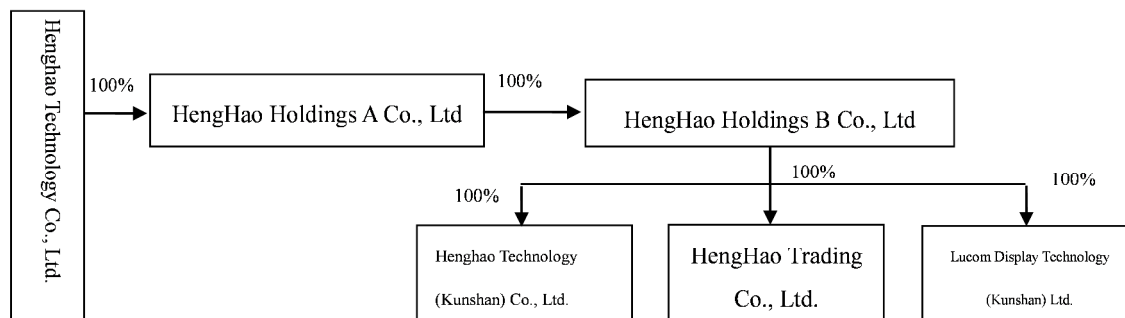 Henghao Technology Co., Ltd.
100%
HengHao Holdings A Co., Ltd
100%
HengHao Holdings B Co., Ltd
100%
100%
100%
Henghao Technology
(Kunshan) Co., Ltd.
HengHao Trading
Co., Ltd.
Lucom Display Technology
(Kunshan) Ltd.